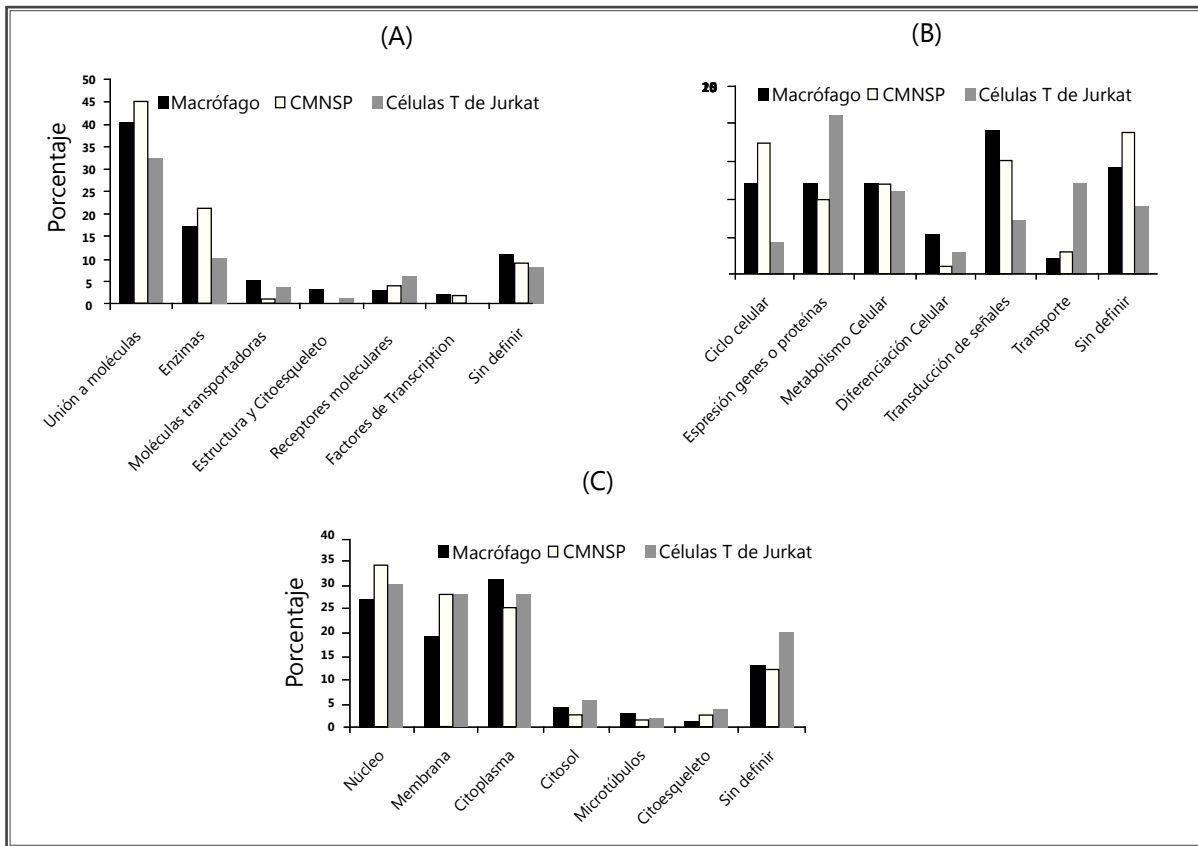 (A)
50
45
40
35
30
25
20
15
10
5
0
Porcentaje
Macrófago CMNSP Células T de Jurkat
Unión a moléculas
Enzimas
Moléculas transportadoras
Estructura y Citoesqueleto
Receptores moleculares
Factores de Transcription
Sin definir
(B)
Macrófago CMNSP Células T de Jurkat
Ciclo celular
Espresión genes o proteínas
Metabolismo Celular
Diferenciación Celular
Transducción de señales
Transporte
Sin definir
(C)
40
35
30
25
20
15
10
5
0
Porcentaje
Macrófago CMNSP Células T de Jurkat
Núcleo
Membrana
Citoplasma
Citosol
Microtúbulos
Citoesqueleto
Sin definir